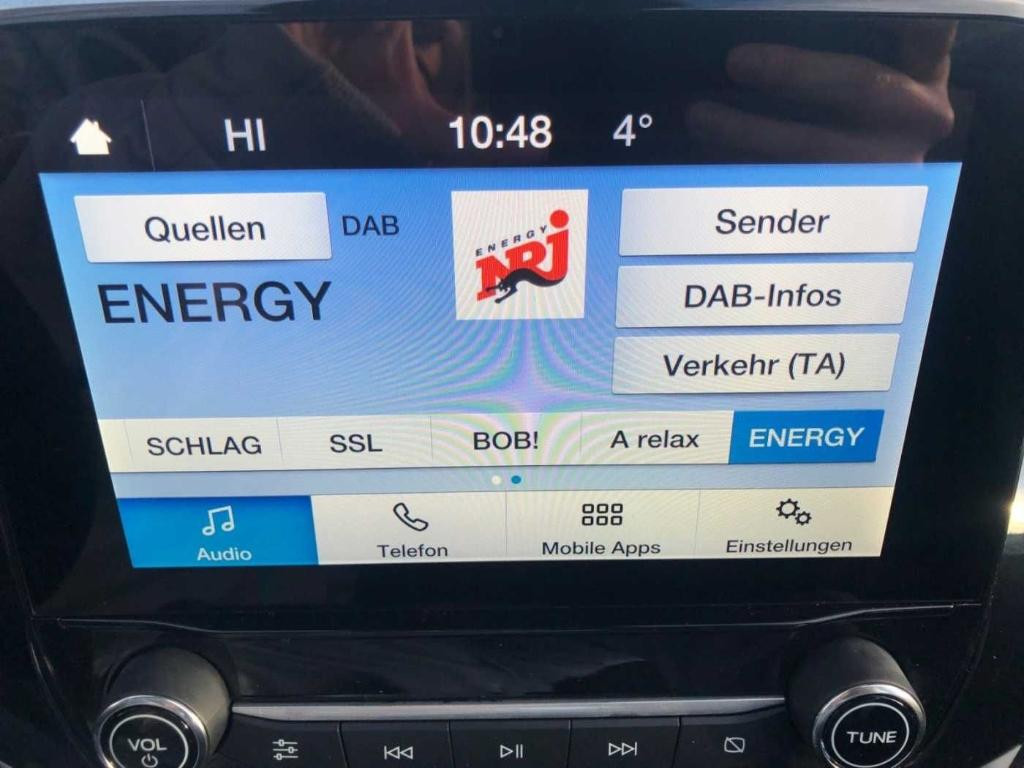 HI 10:48 4°
Quellen DAB
ENERGY NRJ
Sender
ENERGY
DAB-Infos
Verkehr (TA)
SCHLAG SSL BOB! A relax ENERGY
Audio Telefon Mobile Apps Einstellungen
VOL TUNE